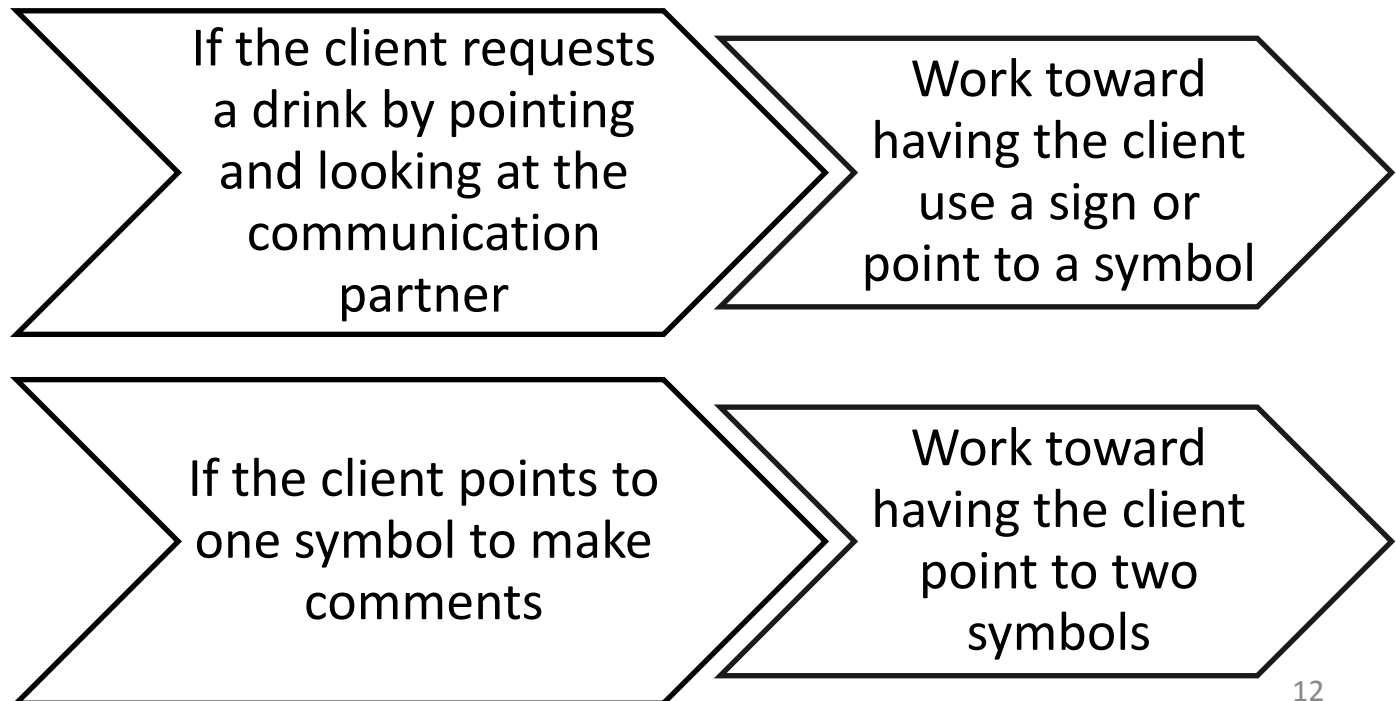 If the client requests
a drink by pointing
and looking at the
communication
partner
Work toward
having the client
use a sign or
point to a symbol
If the client points to
one symbol to make
comments
Work toward
having the client
point to two
symbols
12